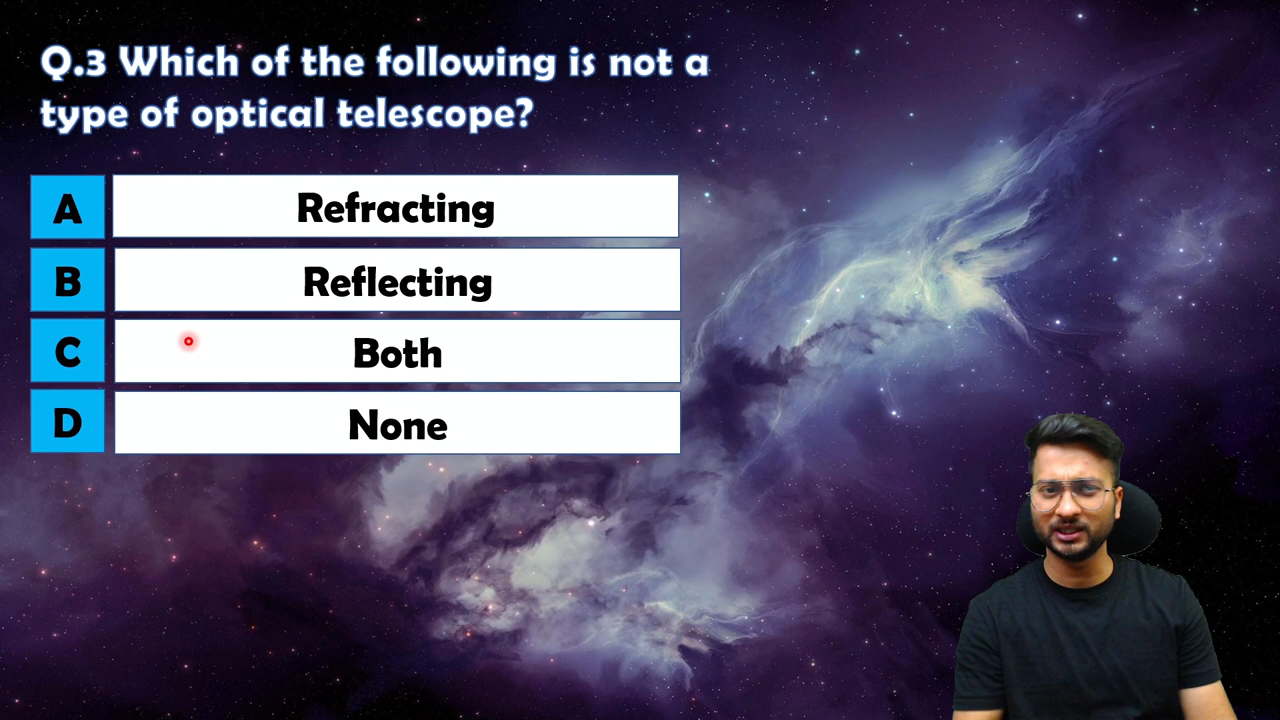 Q.3 Which of the following is not a
type of optical telescope?
A Refracting
B Reflecting
C Both
D None